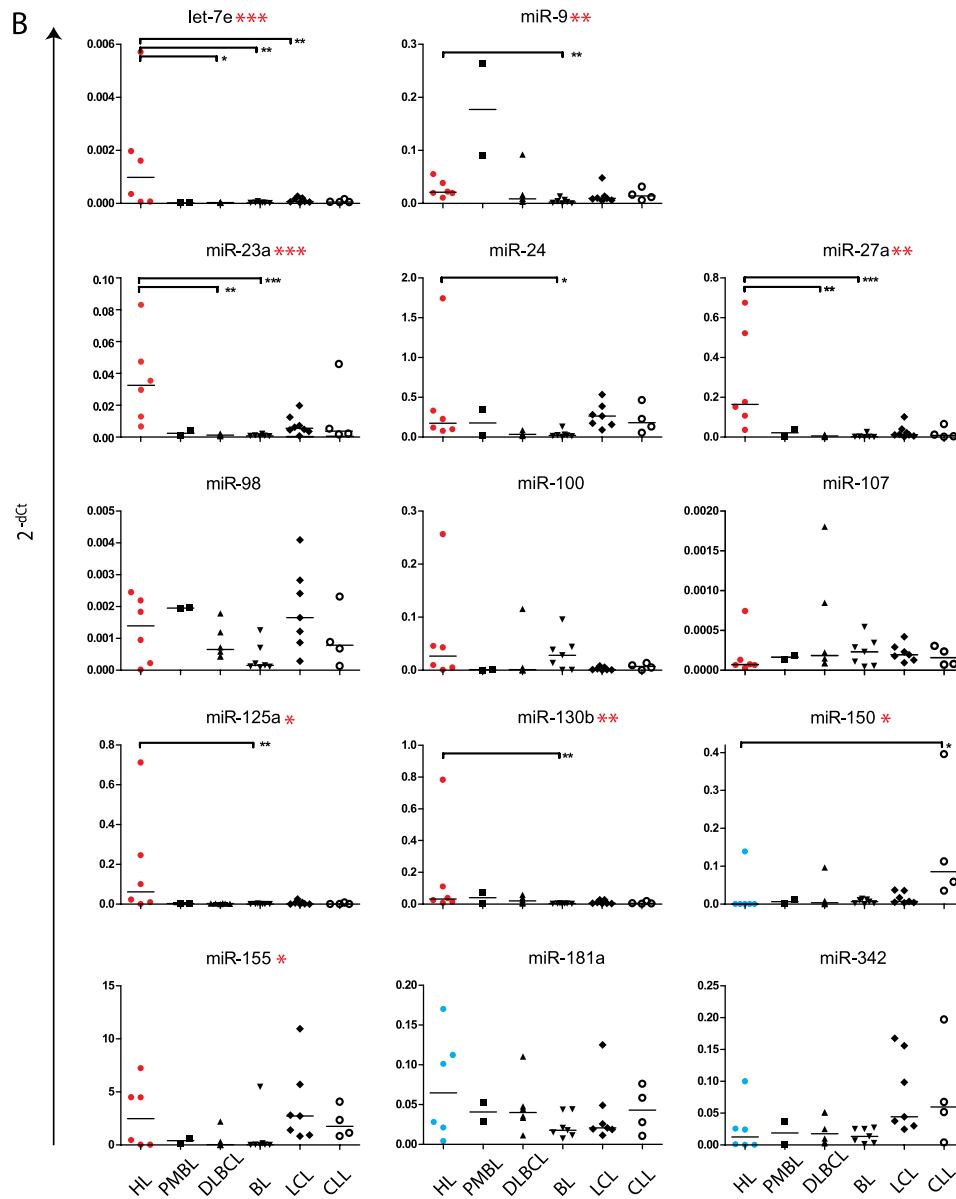 B
let-7e *** miR-9 **
0.006 0.004 0.002 0.000
** ** *
0.3 0.2 0.1 0.0
**
miR-23a *** miR-24 miR-27a **
0.10 0.08 0.06 0.04 0.02 0.00
*** **
2.0 1.5 1.0 0.5 0.0
*
0.8 0.6 0.4 0.2 0.0
*** **
miR-98 miR-100 miR-107
0.005 0.004 0.003 0.002 0.001 0.000
0.3 0.2 0.1 0.0
0.0020 0.0015 0.0010 0.0005 0.0000
2^-dCt
miR-125a * miR-130b ** miR-150 *
0.8 0.6 0.4 0.2 0.0
**
1.0 0.8 0.6 0.4 0.2 0.0
**
0.4 0.3 0.2 0.1 0.0
*
miR-155 * miR-181a miR-342
15 10 5 0
0.20 0.15 0.10 0.05 0.00
0.20 0.15 0.10 0.05 0.00
HL PMBL DLBCL BL LCL CLL
HL PMBL DLBCL BL LCL CLL
HL PMBL DLBCL BL LCL CLL